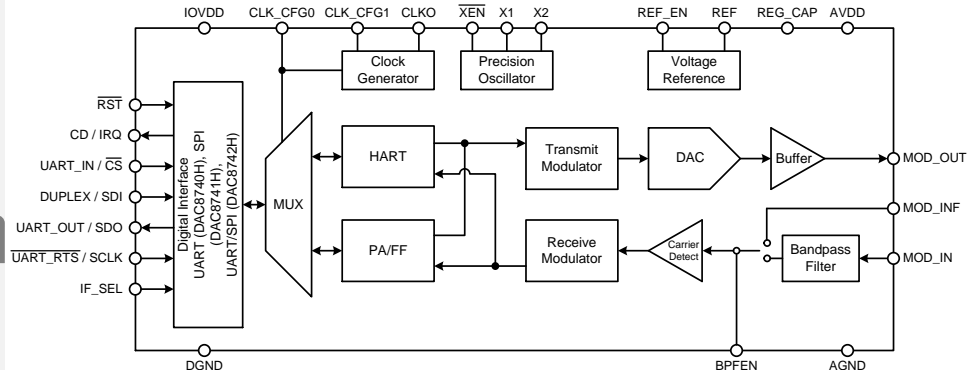 IOVDD
CLK_CFG0
CLK_CFG1
CLKO
XEN
X1
X2
REF_EN
REF
REG_CAP
AVDD
Clock
Generator
Precision
Oscillator
Voltage
Reference
RST
CD / IRQ
UART_IN / CS
DUPLEX / SDI
UART_OUT / SDO
UART_RTS / SCLK
IF_SEL
Digital Interface
UART (DAC8740H), SPI
(DAC8741H),
UART/SPI (DAC8742H)
MUX
HART
PA/FF
Transmit
Modulator
DAC
Buffer
Receive
Modulator
Carrier
Detect
Bandpass
Filter
MOD_OUT
MOD_INF
MOD_IN
DGND
BPFEN
AGND